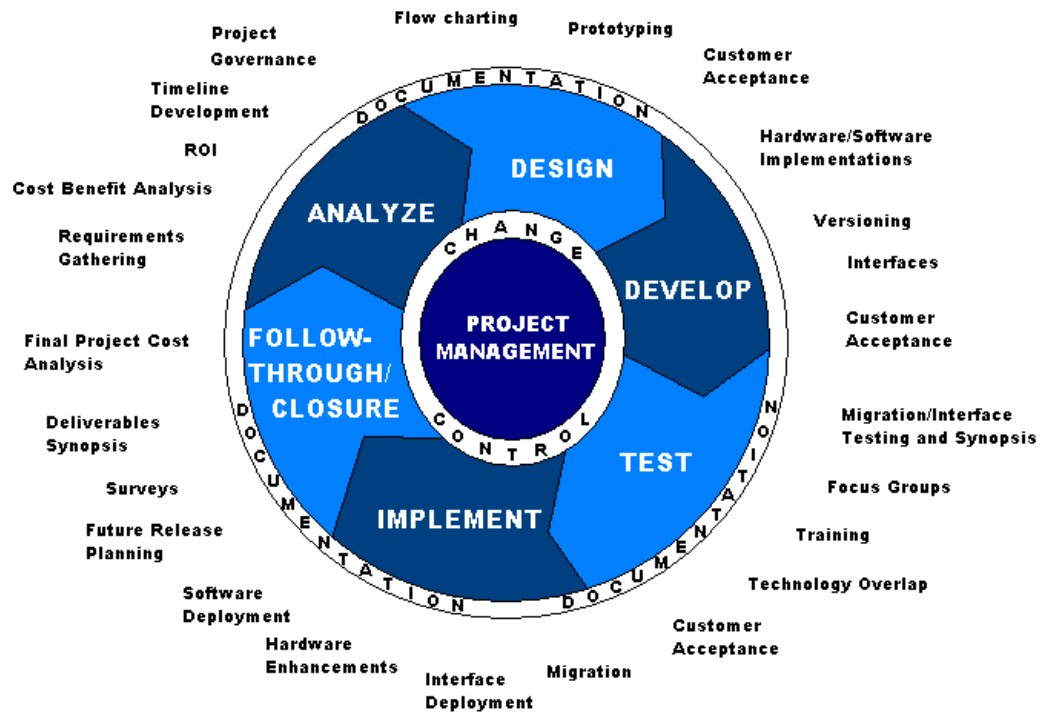 Flow charting
Prototyping
Customer
Acceptance
Hardware/Software
Implementations
Versioning
Interfaces
Customer
Acceptance
Migration/Interface
Testing and Synopsis
Focus Groups
Training
Technology Overlap
Customer
Acceptance
Migration
Interface
Deployment
Hardware
Enhancements
Software
Deployment
Future Release
Planning
Surveys
Deliverables
Synopsis
Final Project Cost
Analysis
Requirements
Gathering
Cost Benefit Analysis
ROI
Timeline
Development
Project
Governance
DOCUMENTATION
DOCUMENTATION
DOCUMENTATION
DESIGN
DEVELOP
TEST
IMPLEMENT
FOLLOW-
THROUGH/
CLOSURE
ANALYZE
CHANGE
CONTROL
PROJECT
MANAGEMENT